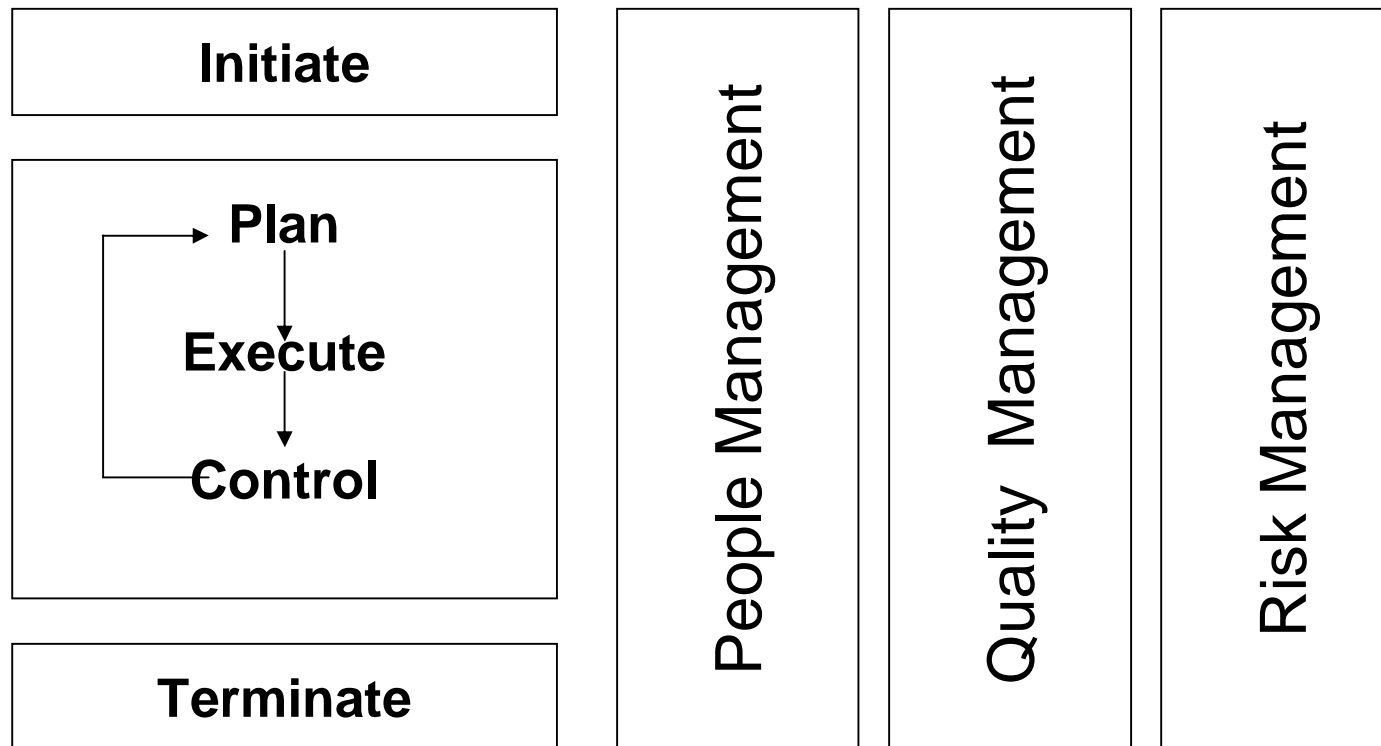 Initiate
Plan
Execute
Control
Terminate
People Management
Quality Management
Risk Management